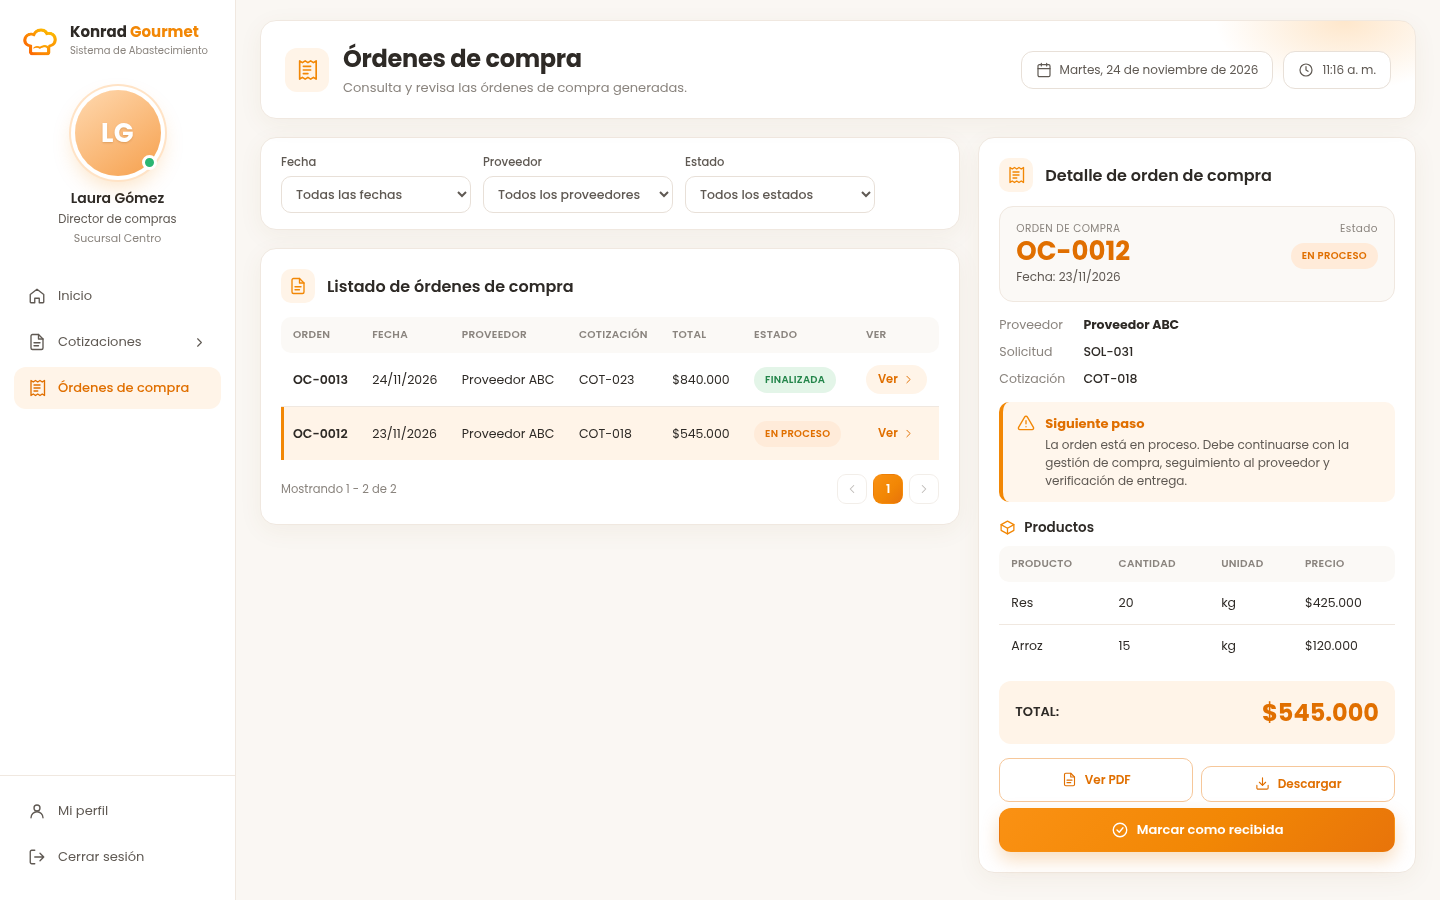 Konrad Gourmet
Sistema de Abastecimiento
LG
Laura Gómez
Director de compras
Sucursal Centro
Inicio
Cotizaciones
Órdenes de compra
Mi perfil
Cerrar sesión
Órdenes de compra
Consulta y revisa las órdenes de compra generadas.
Martes, 24 de noviembre de 2026
11:16 a. m.
Fecha Proveedor Estado
Todas las fechas Todos los proveedores Todos los estados
Listado de órdenes de compra
ORDEN FECHA PROVEEDOR COTIZACIÓN TOTAL ESTADO VER
OC-0013 24/11/2026 Proveedor ABC COT-023 $840.000 FINALIZADA Ver
OC-0012 23/11/2026 Proveedor ABC COT-018 $545.000 EN PROCESO Ver
Mostrando 1 - 2 de 2
1
Detalle de orden de compra
ORDEN DE COMPRA Estado
OC-0012 EN PROCESO
Fecha: 23/11/2026
Proveedor Proveedor ABC
Solicitud SOL-031
Cotización COT-018
Siguiente paso
La orden está en proceso. Debe continuarse con la
gestión de compra, seguimiento al proveedor y
verificación de entrega.
Productos
PRODUCTO CANTIDAD UNIDAD PRECIO
Res 20 kg $425.000
Arroz 15 kg $120.000
TOTAL: $545.000
Ver PDF Descargar
Marcar como recibida